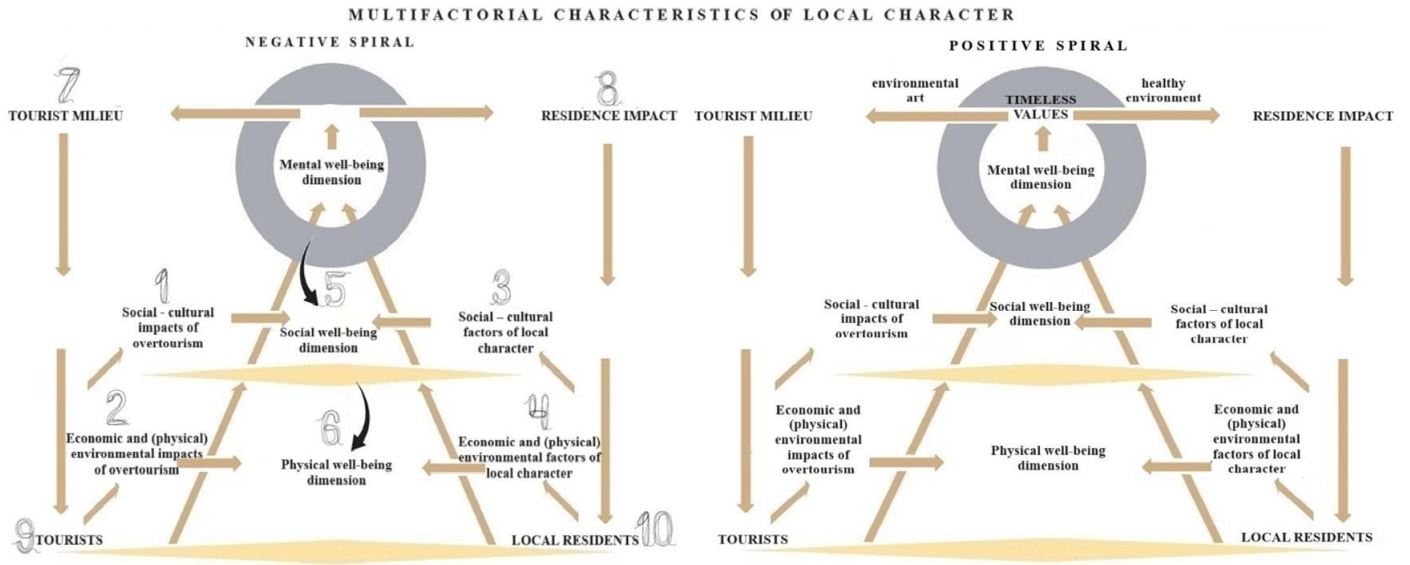 MULTIFACTORIAL CHARACTERISTICS OF LOCAL CHARACTER
NEGATIVE SPIRAL
7
TOURIST MILIEU
8
RESIDENCE IMPACT
Mental well-being
dimension
1
Social - cultural
impacts of
overtourism
5
Social well-being
dimension
3
Social – cultural
factors of local
character
2
Economic and (physical)
environmental impacts
of overtourism
6
Physical well-being
dimension
4
Economic and (physical)
environmental factors of
local character
9
TOURISTS
LOCAL RESIDENTS
10
POSITIVE SPIRAL
environmental
art
TIMELESS
VALUES
healthy
environment
TOURIST MILIEU
RESIDENCE IMPACT
Mental well-being
dimension
Social - cultural
impacts of
overtourism
Social well-being
dimension
Social – cultural
factors of local
character
Economic and
(physical)
environmental
impacts of
overtourism
Physical well-being
dimension
Economic and
(physical)
environmental
factors of local
character
TOURISTS
LOCAL RESIDENTS